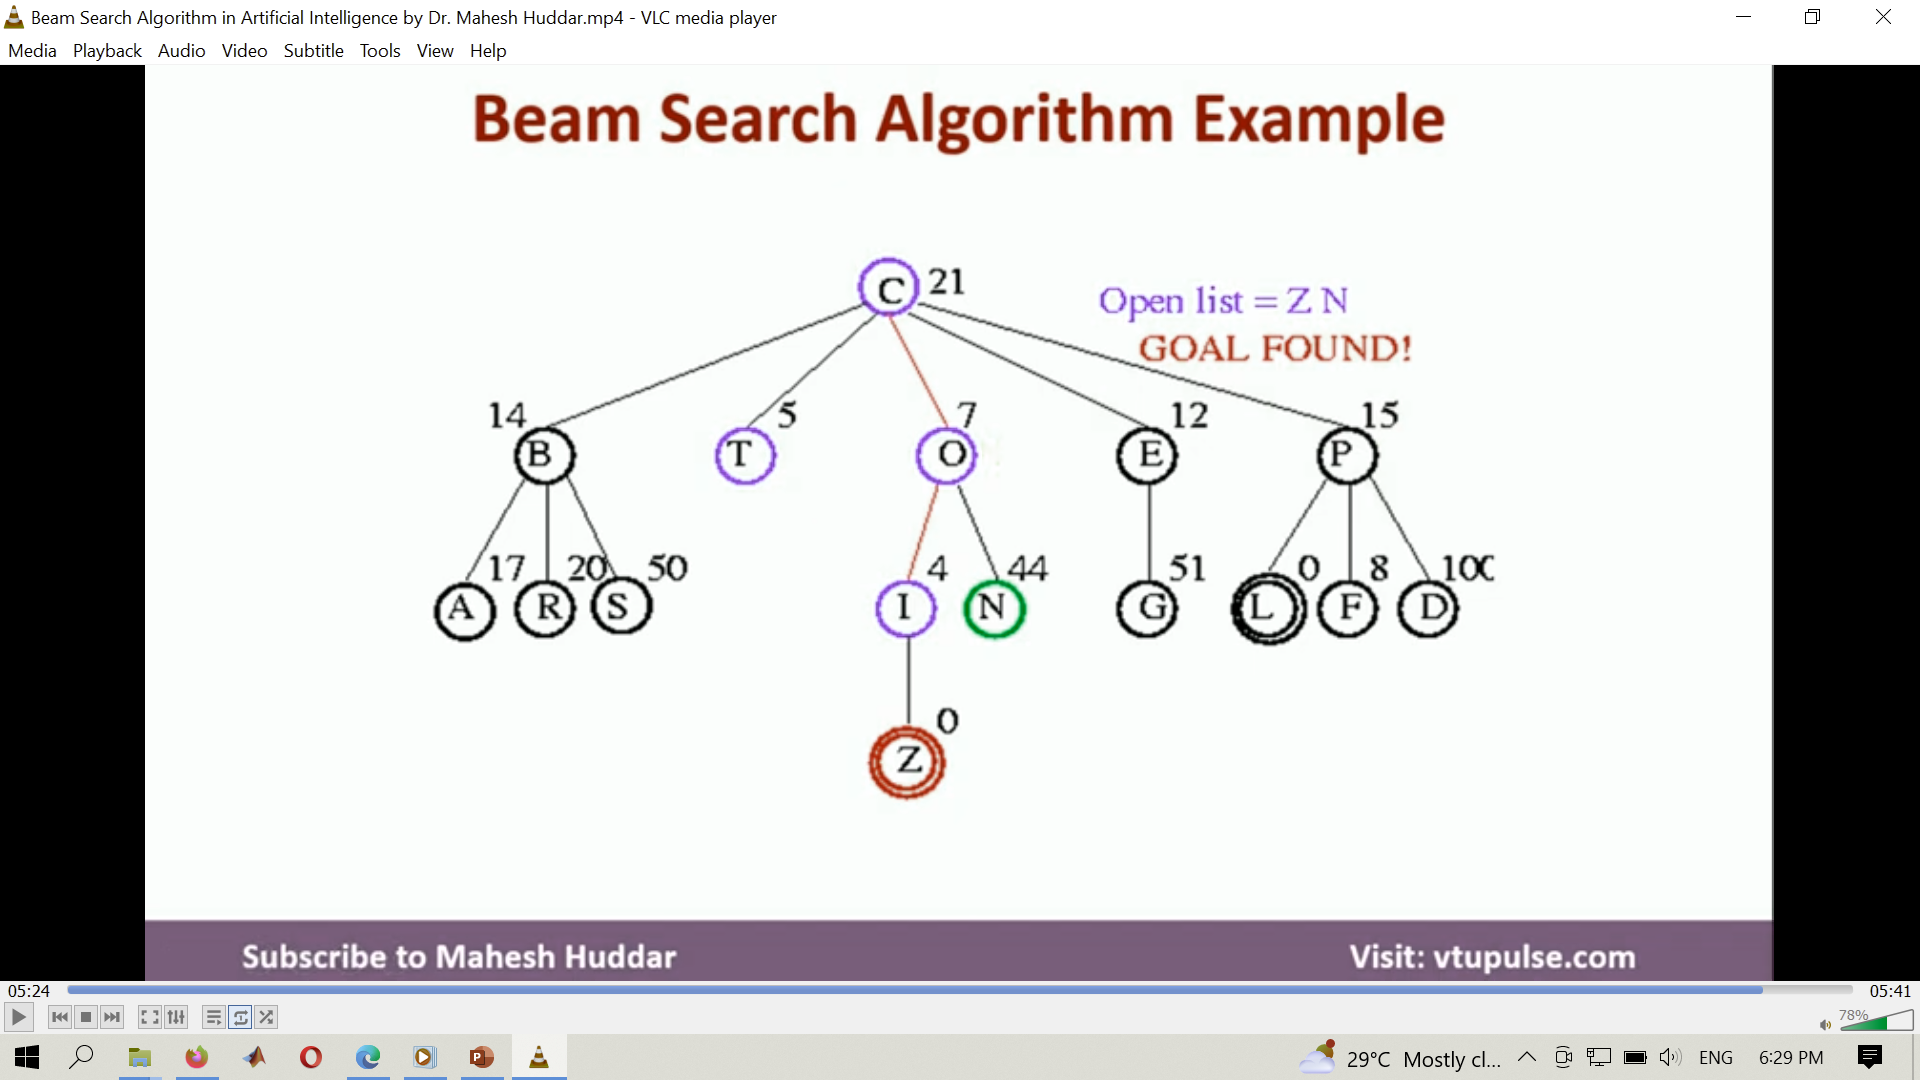 Beam Search Algorithm in Artificial Intelligence by Dr. Mahesh Huddar.mp4 - VLC media player
Media Playback Audio Video Subtitle Tools View Help
Beam Search Algorithm Example
C 21
Open list = Z N
GOAL FOUND!
14 5 7 12 15
B T O E P
17 20 50 4 44 51 0 8 100
A R S I N G L F D
0
Z
Subscribe to Mahesh Huddar Visit: vtupulse.com
05:24 05:41
78%
29°C Mostly cl... ENG 6:29 PM